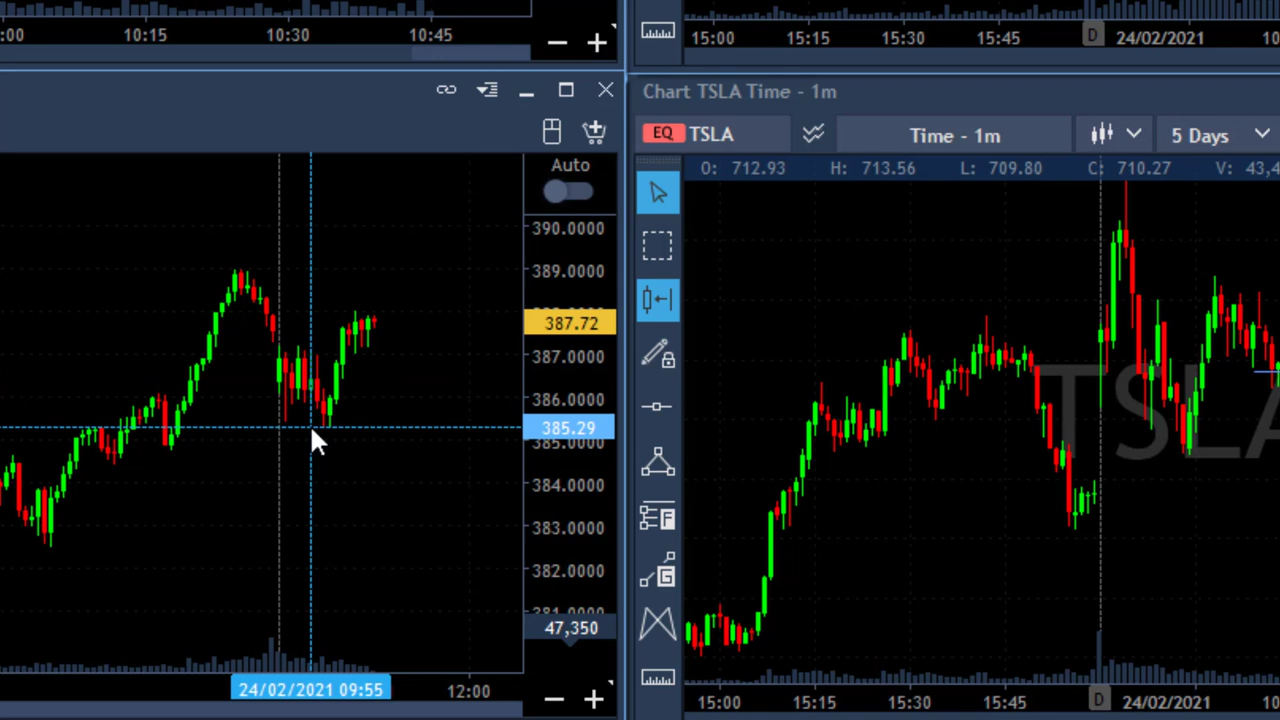 :00 10:15 10:30 10:45
15:00 15:15 15:30 15:45 D 24/02/2021 10
Chart TSLA Time - 1m
EQ TSLA Time - 1m 5 Days
O: 712.93 H: 713.56 L: 709.80 C: 710.27 V: 43,4
Auto
390.0000
389.0000
387.72
387.0000
386.0000
385.29
385.0000
384.0000
383.0000
382.0000
47,350
24/02/2021 09:55 12:00
TSLA
F
G
15:00 15:15 15:30 15:45 D 24/02/2021 10